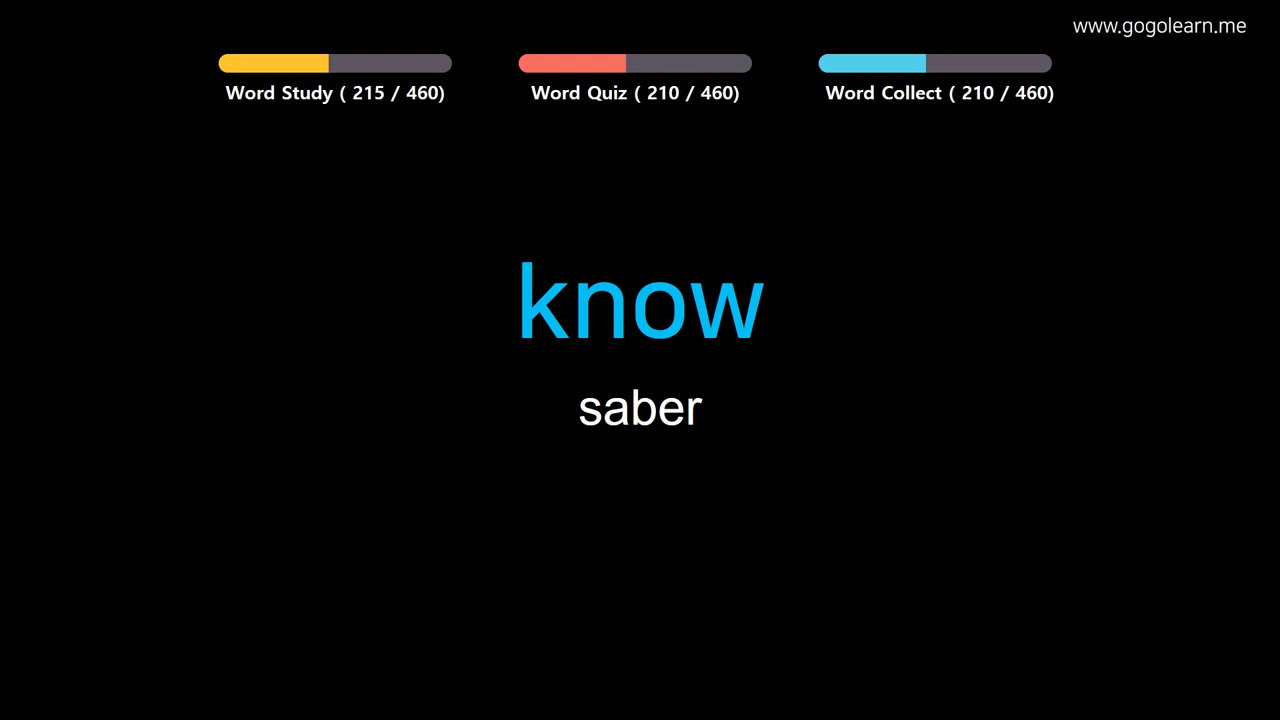 www.gogolearn.me
Word Study ( 215 / 460)
Word Quiz ( 210 / 460)
Word Collect ( 210 / 460)
know
saber